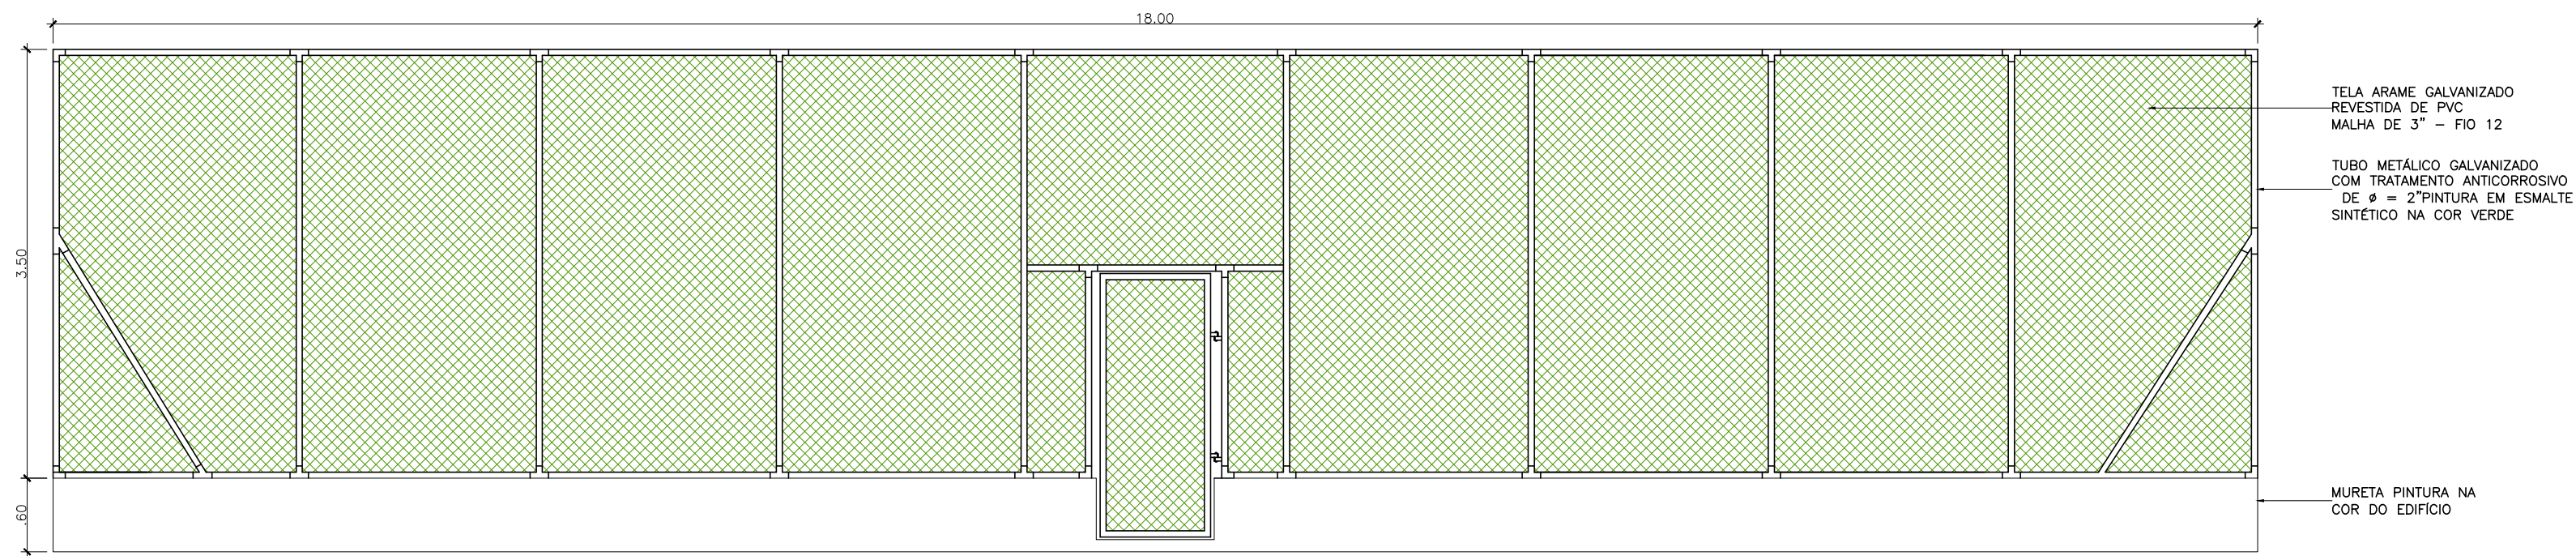 18.00
3.50
.60
TELA ARAME GALVANIZADO
REVESTIDA DE PVC
MALHA DE 3” – FIO 12
TUBO METÁLICO GALVANIZADO
COM TRATAMENTO ANTICORROSIVO
DE ø = 2”PINTURA EM ESMALTE
SINTÉTICO NA COR VERDE
MURETA PINTURA NA
COR DO EDIFÍCIO